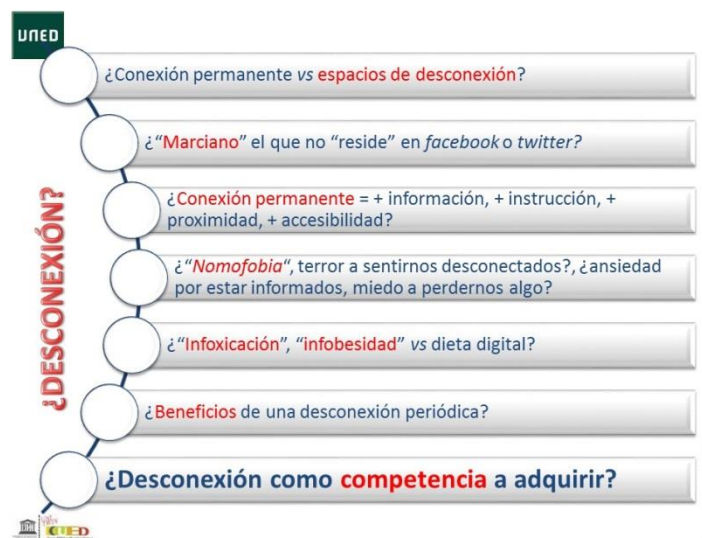 UNED
¿Conexión permanente vs espacios de desconexión?
¿“Marciano” el que no “reside” en facebook o twitter?
¿Conexión permanente = + información, + instrucción, +
proximidad, + accesibilidad?
¿“Nomofobia“, terror a sentirnos desconectados?, ¿ansiedad
por estar informados, miedo a perdernos algo?
¿“Infoxicación”, “infobesidad” vs dieta digital?
¿Beneficios de una desconexión periódica?
¿Desconexión como competencia a adquirir?
¿DESCONEXIÓN?